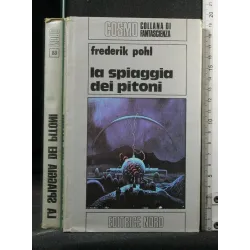 COSMO
COLLANA DI
FANTASCIENZA
frederik pohl
la spiaggia
dei pitoni
EDITRICE NORD
LA SPIAGGIA DEI PITONI